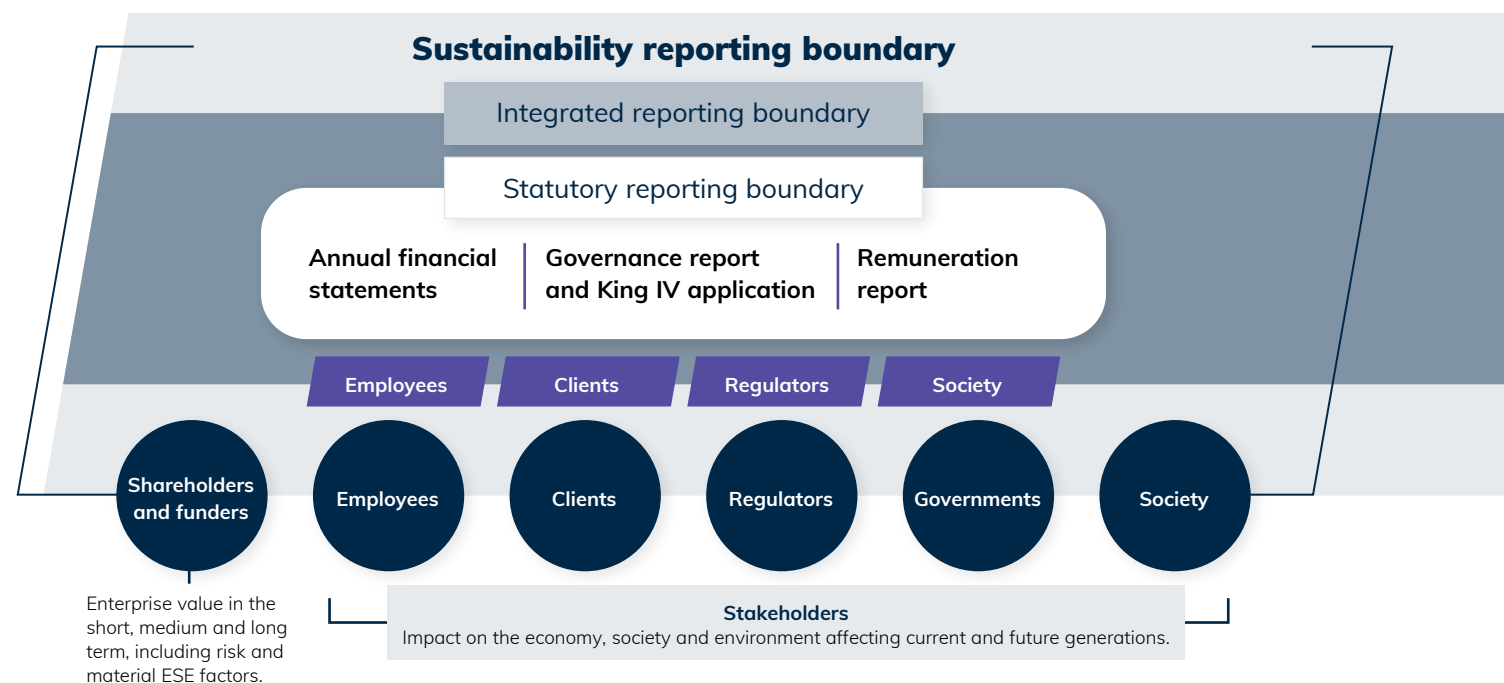 Sustainability reporting boundary
Integrated reporting boundary
Statutory reporting boundary
Annual financial
statements
Governance report
and King IV application
Remuneration
report
Employees
Clients
Regulators
Society
Shareholders
and funders
Employees
Clients
Regulators
Governments
Society
Enterprise value in the
short, medium and long
term, including risk and
material ESE factors.
Stakeholders
Impact on the economy, society and environment affecting current and future generations.